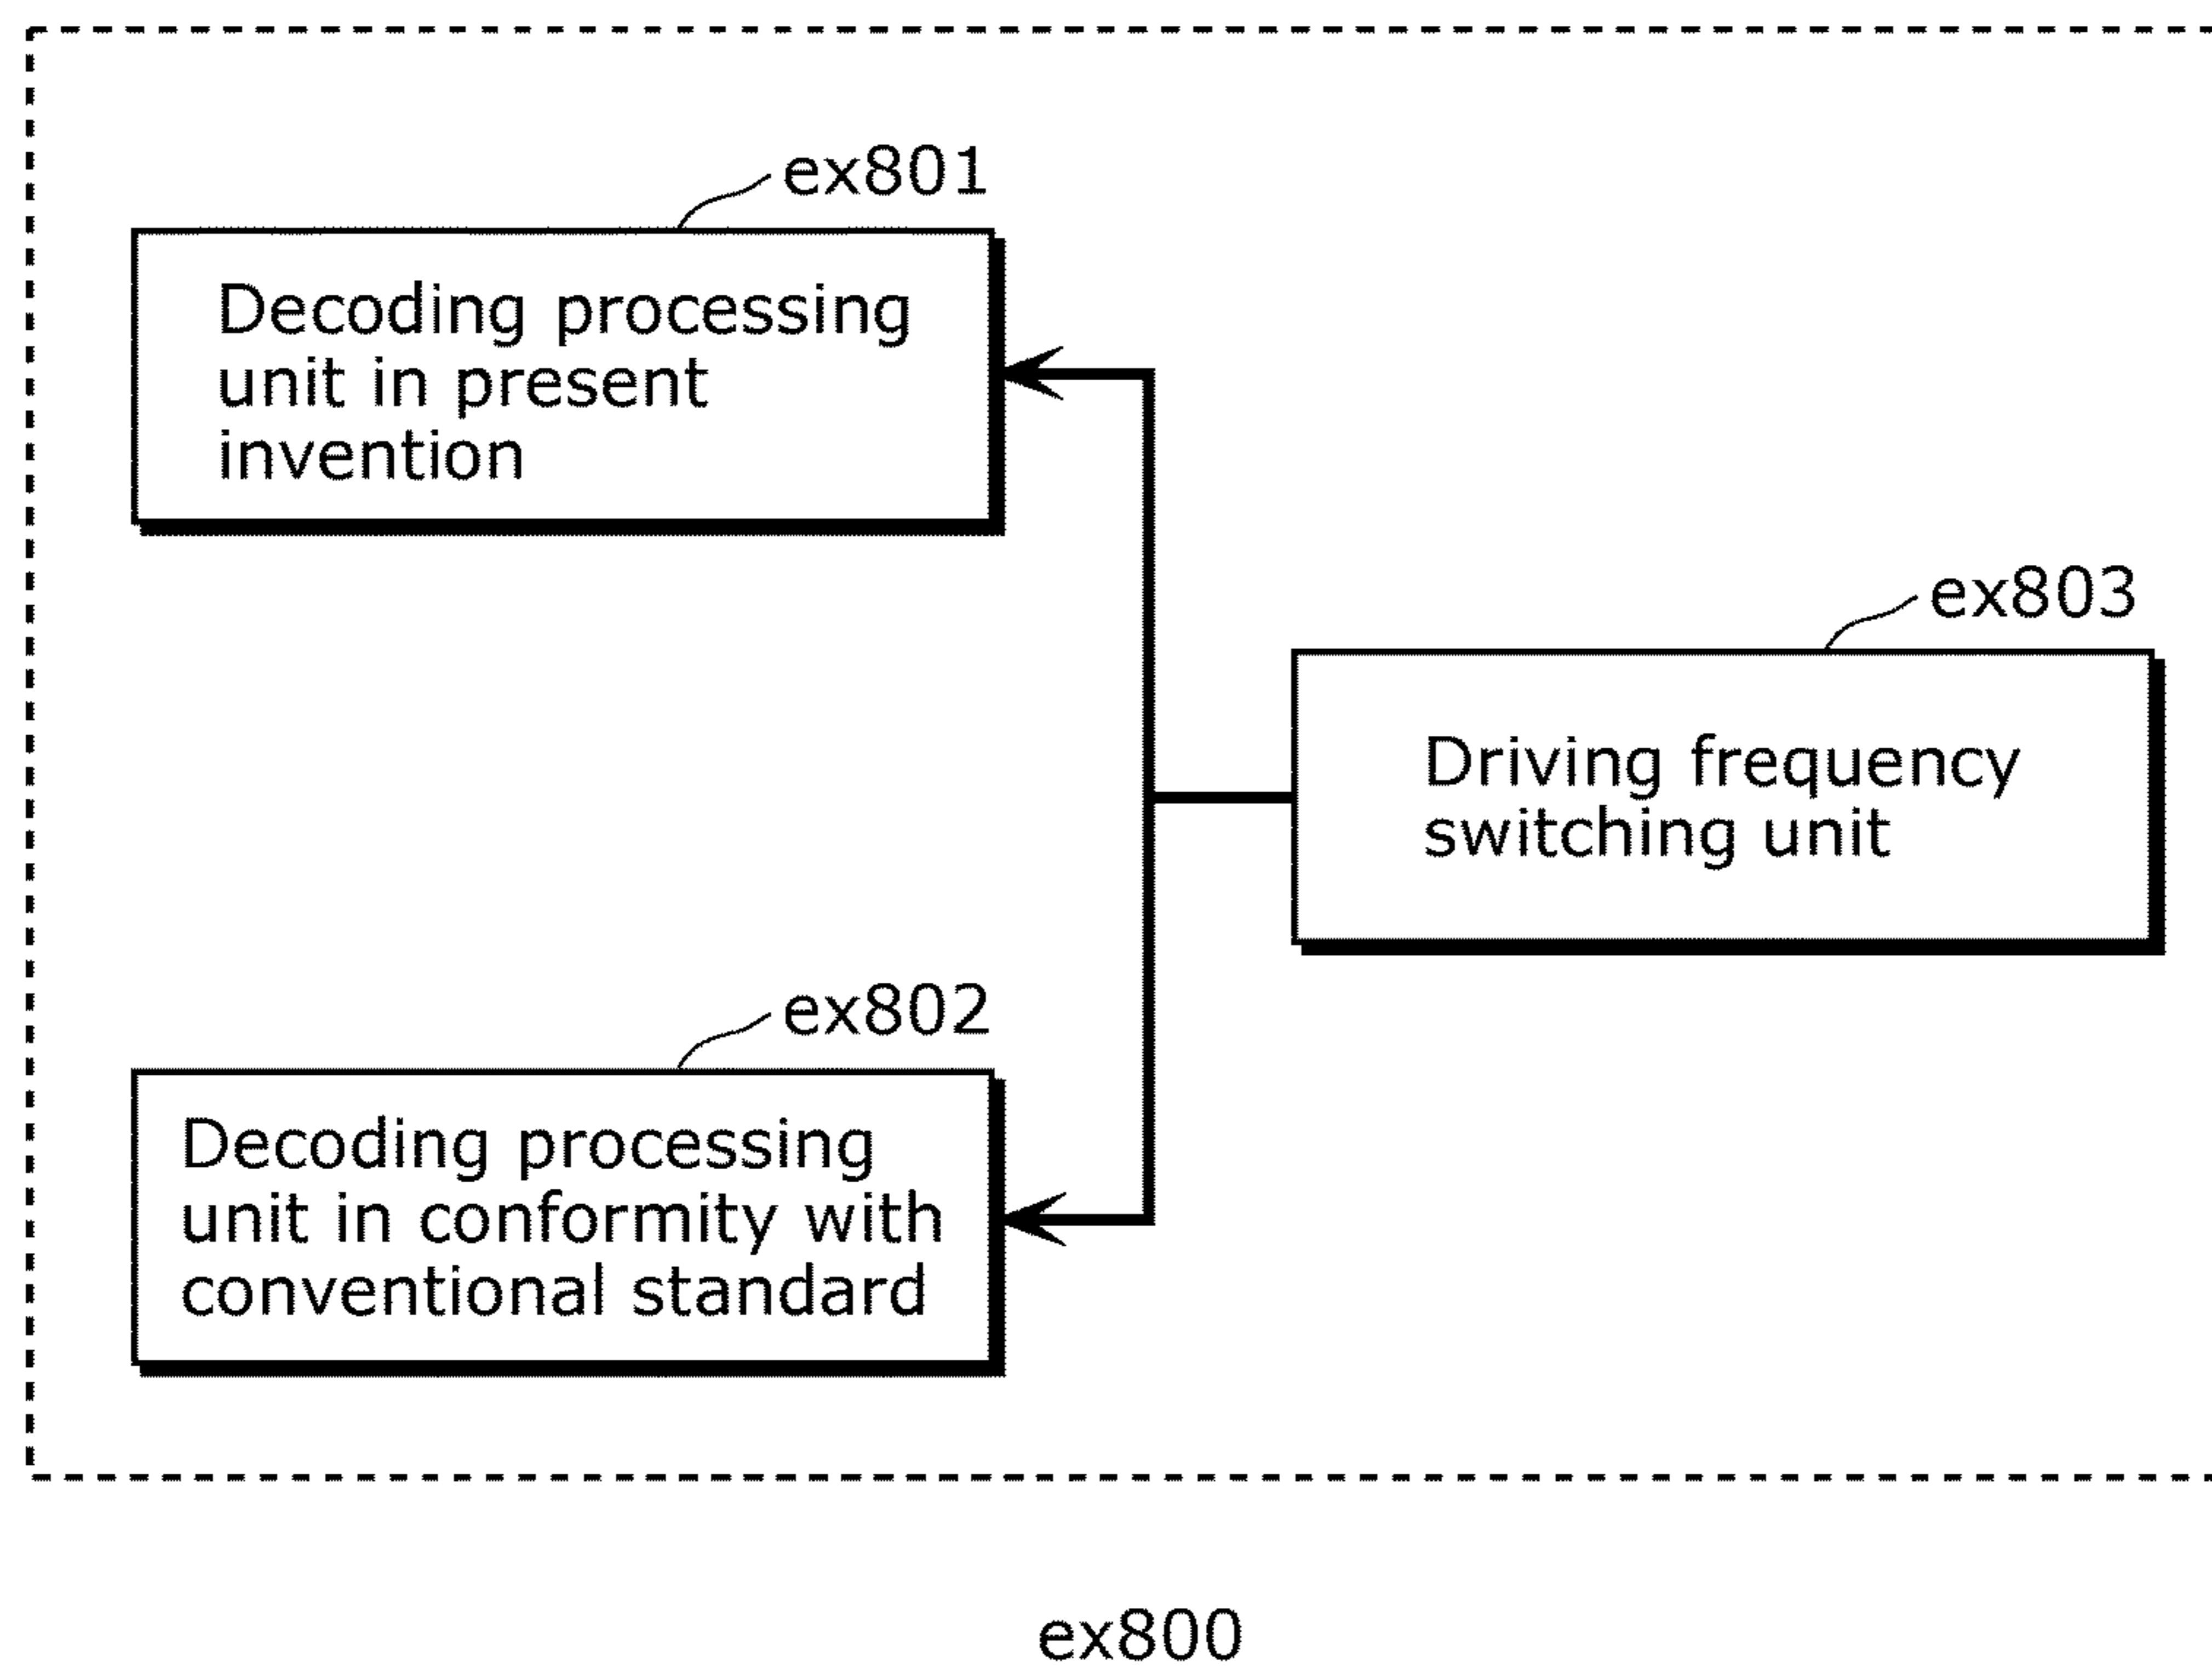 ex801
Decoding processing
unit in present
invention
ex803
Driving frequency
switching unit
ex802
Decoding processing
unit in conformity with
conventional standard
ex800